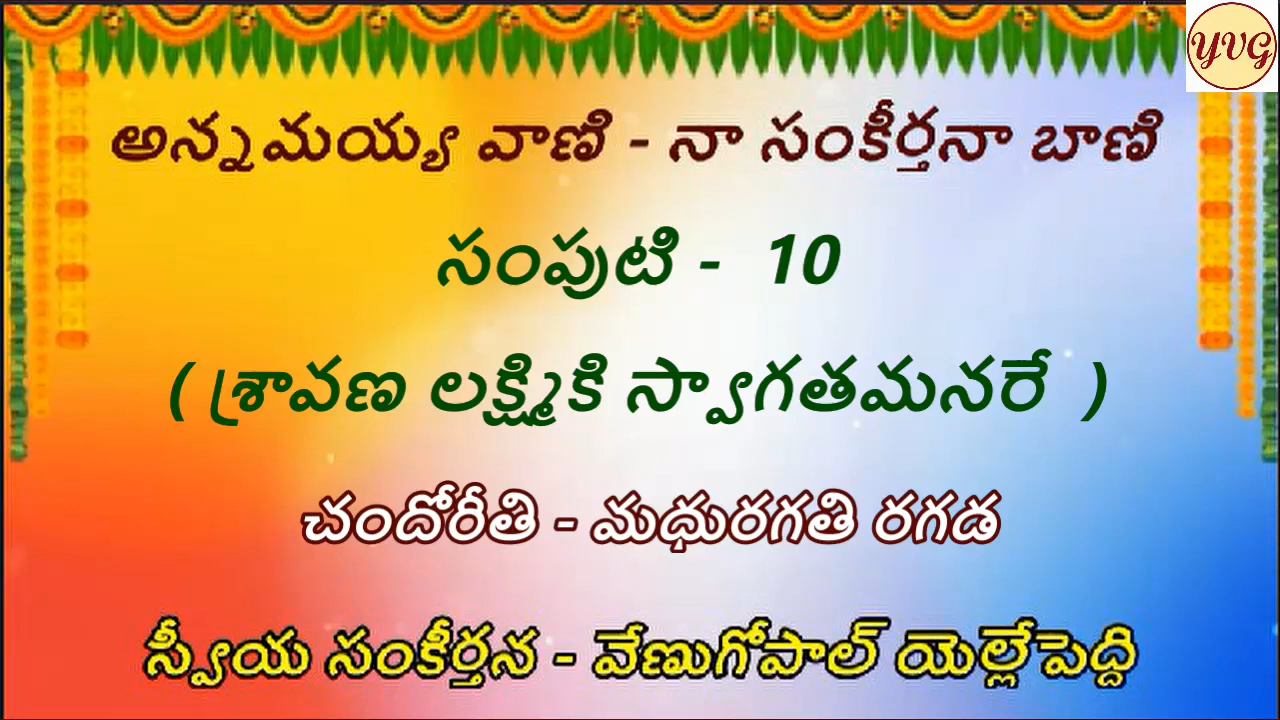 YVG
అన్నమయ్య వాణి - నా సంకీర్తనా బాణి
సంపుటి - 10
( శ్రావణ లక్ష్మికి స్వాగతమనరే )
చందోరీతి - మధురగతి రగడ
స్వీయ సంకీర్తన - వేణుగోపాల్ యెల్లేపెద్ది